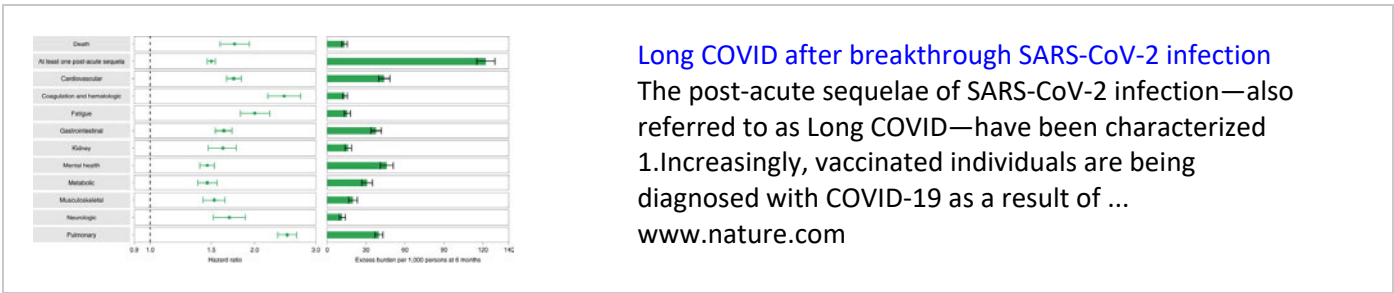 Death
At least one post-acute sequela
Cardiovascular
Coagulation and hematologic
Fatigue
Gastrointestinal
Kidney
Mental health
Metabolic
Musculoskeletal
Neurologic
Pulmonary
0.9 1.0 1.5 2.0 3.0
Hazard ratio
0 30 60 90 120 140
Excess burden per 1,000 persons at 6 months
Long COVID after breakthrough SARS-CoV-2 infection
The post-acute sequelae of SARS-CoV-2 infection—also
referred to as Long COVID—have been characterized
1.Increasingly, vaccinated individuals are being
diagnosed with COVID-19 as a result of ...
www.nature.com